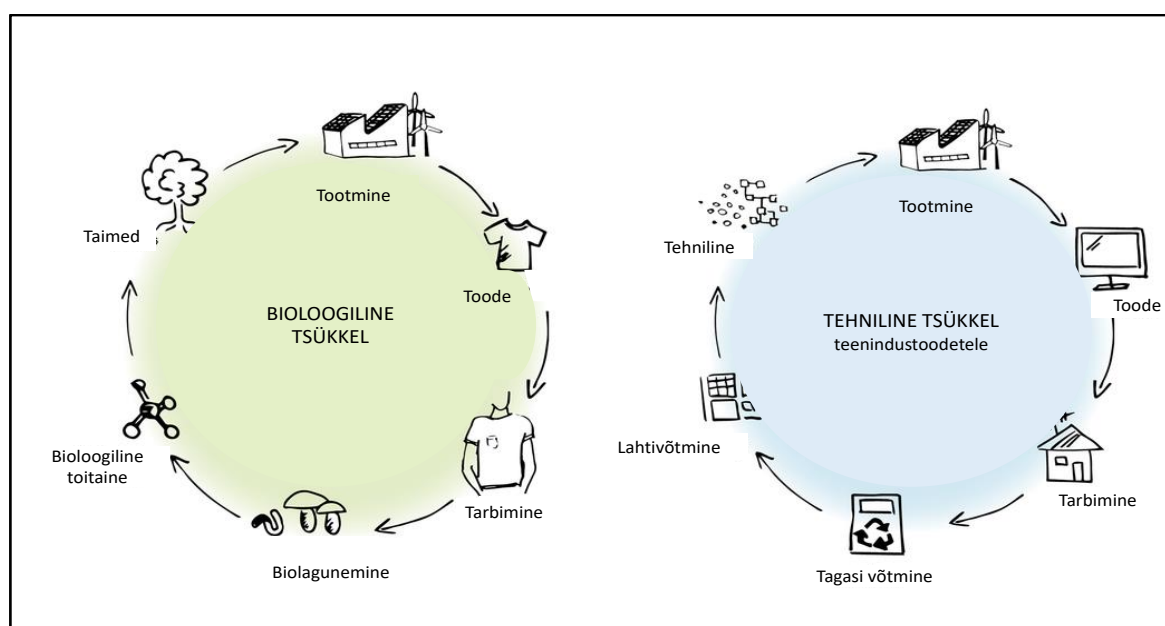 Tootmine
Taimed
Toode
BIOLOOGILINE
TSÜKKEL
Bioloogiline
toitaine
Tarbimine
Biolagunemine
Tootmine
Tehniline
Toode
TEHNILINE TSÜKKEL
teenindustoodetele
Lahtivõtmine
Tarbimine
Tagasi võtmine